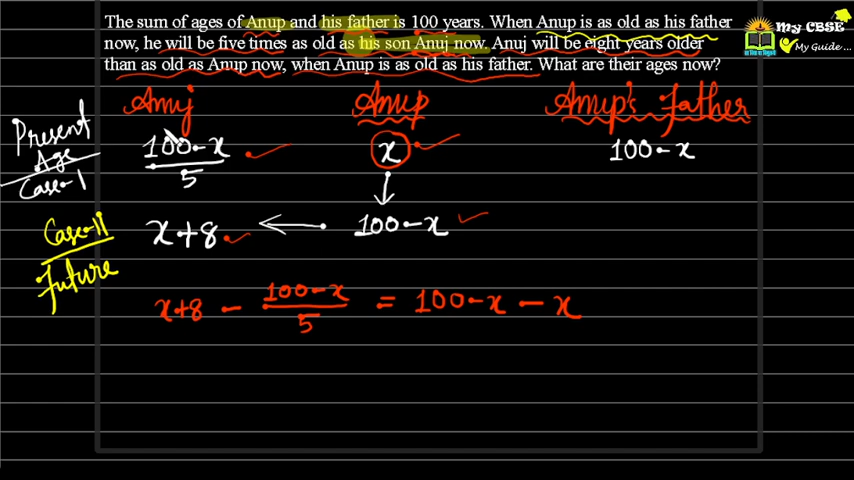 The sum of ages of Anup and his father is 100 years. When Anup is as old as his father
now, he will be five times as old as his son Anuj now. Anuj will be eight years older
than as old as Anup now, when Anup is as old as his father. What are their ages now?
My CBSE
My Guide ...
Anuj Anup Anup's Father
Present Age
Case-I
100-x/5 x 100-x
Case-II
Future
x+8 100-x
x+8 - 100-x/5 = 100-x - x